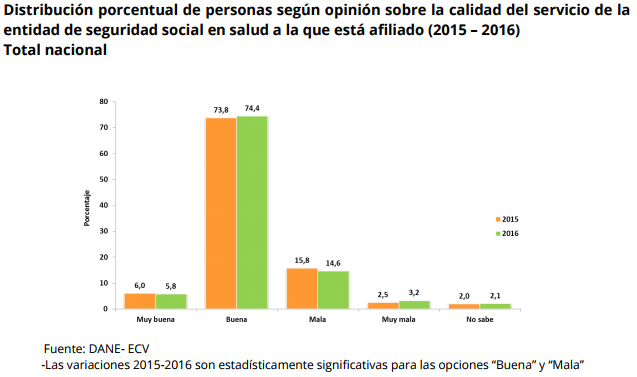 Distribución porcentual de personas según opinión sobre la calidad del servicio de la
entidad de seguridad social en salud a la que está afiliado (2015 – 2016)
Total nacional
80
70
60
50
40
30
20
10
0
Porcentaje
6,0 5,8
73,8 74,4
15,8 14,6
2,5 3,2
2,0 2,1
2015
2016
Muy buena Buena Mala Muy mala No sabe
Fuente: DANE- ECV
-Las variaciones 2015-2016 son estadísticamente significativas para las opciones “Buena” y “Mala”